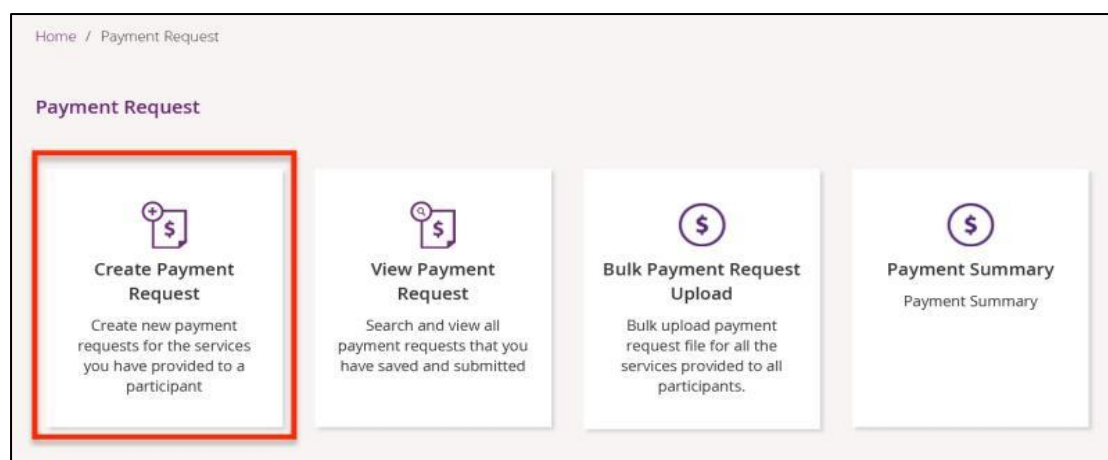 Home / Payment Request
Payment Request
Create Payment
Request
Create new payment
requests for the services
you have provided to a
participant
View Payment
Request
Search and view all
payment requests that you
have saved and submitted
Bulk Payment Request
Upload
Bulk upload payment
request file for all the
services provided to all
participants.
Payment Summary
Payment Summary